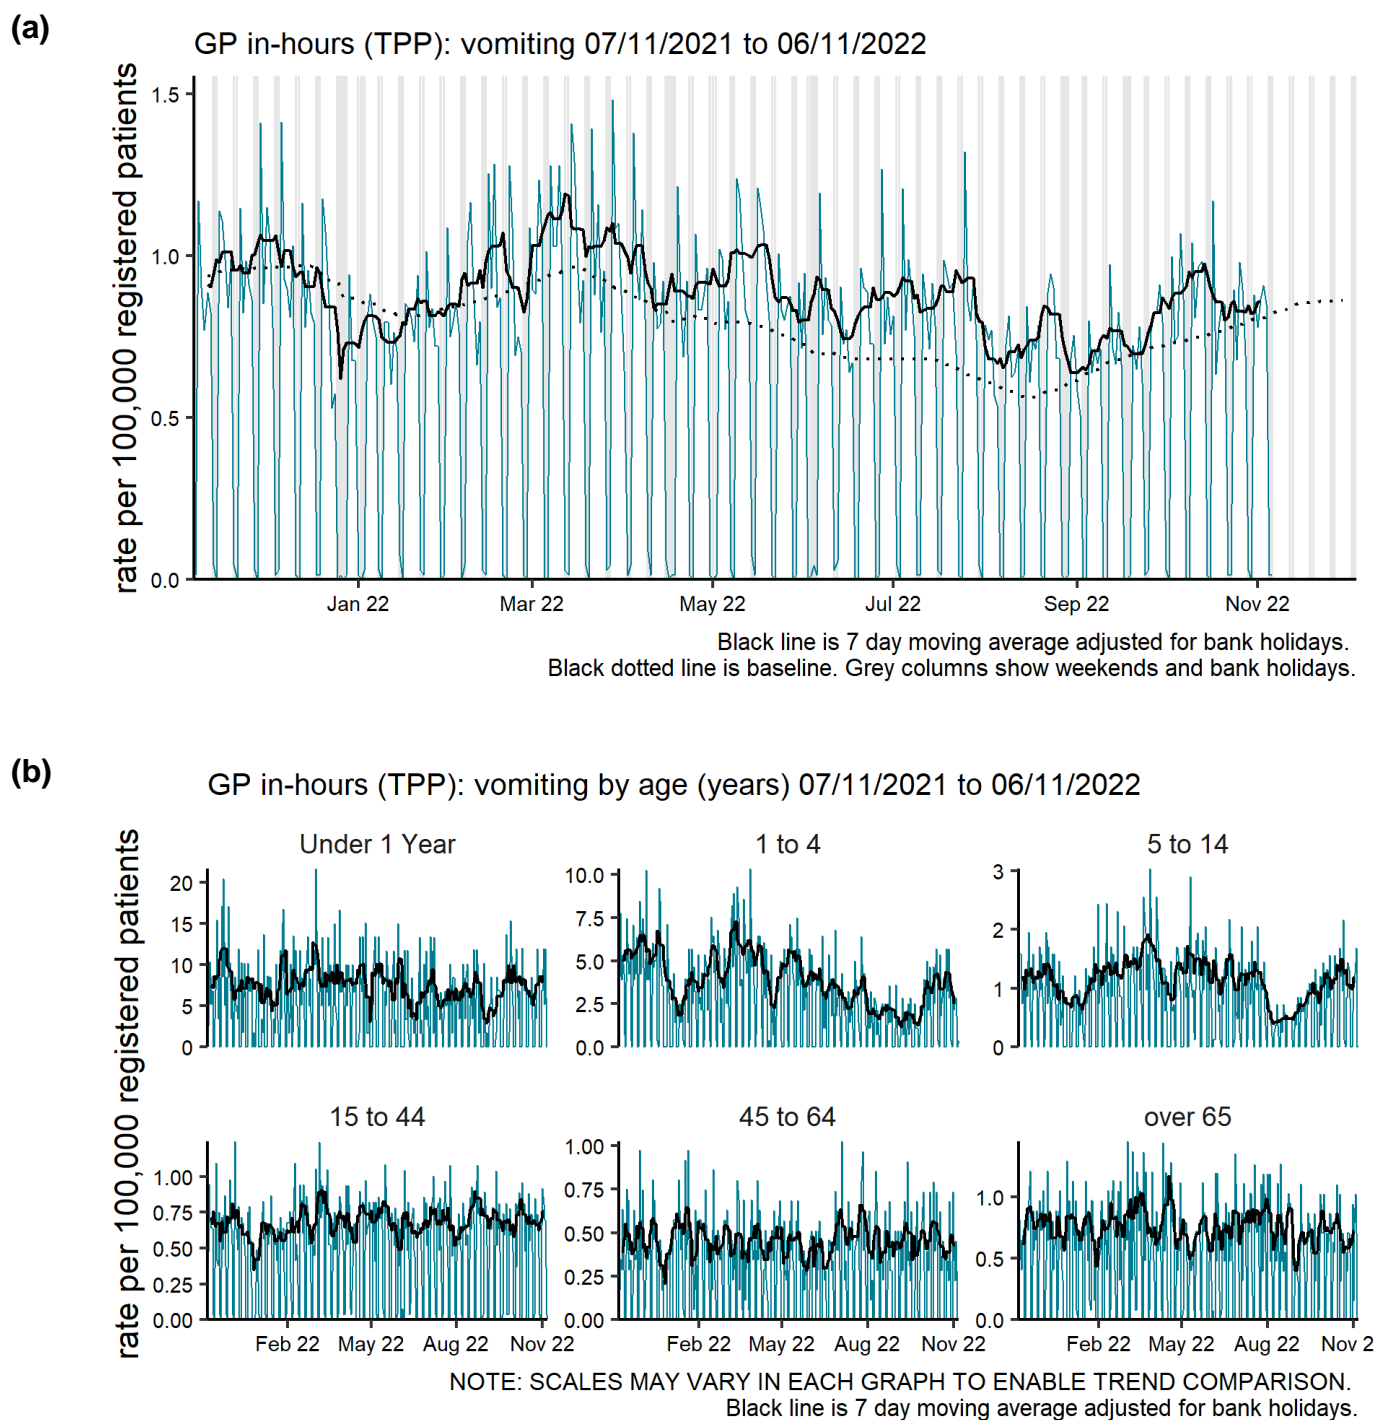 (a)
GP in-hours (TPP): vomiting 07/11/2021 to 06/11/2022
rate per 100,000 registered patients
1.5
1.0
0.5
0.0
Jan 22
Mar 22
May 22
Jul 22
Sep 22
Nov 22
Black line is 7 day moving average adjusted for bank holidays.
Black dotted line is baseline. Grey columns show weekends and bank holidays.
(b)
GP in-hours (TPP): vomiting by age (years) 07/11/2021 to 06/11/2022
rate per 100,000 registered patients
Under 1 Year
20
15
10
5
0
1 to 4
10.0
7.5
5.0
2.5
0.0
5 to 14
3
2
1
0
15 to 44
1.00
0.75
0.50
0.25
0.00
Feb 22
May 22
Aug 22
Nov 22
45 to 64
1.00
0.75
0.50
0.25
0.00
Feb 22
May 22
Aug 22
Nov 22
over 65
1.0
0.5
0.0
Feb 22
May 22
Aug 22
Nov 2
NOTE: SCALES MAY VARY IN EACH GRAPH TO ENABLE TREND COMPARISON.
Black line is 7 day moving average adjusted for bank holidays.